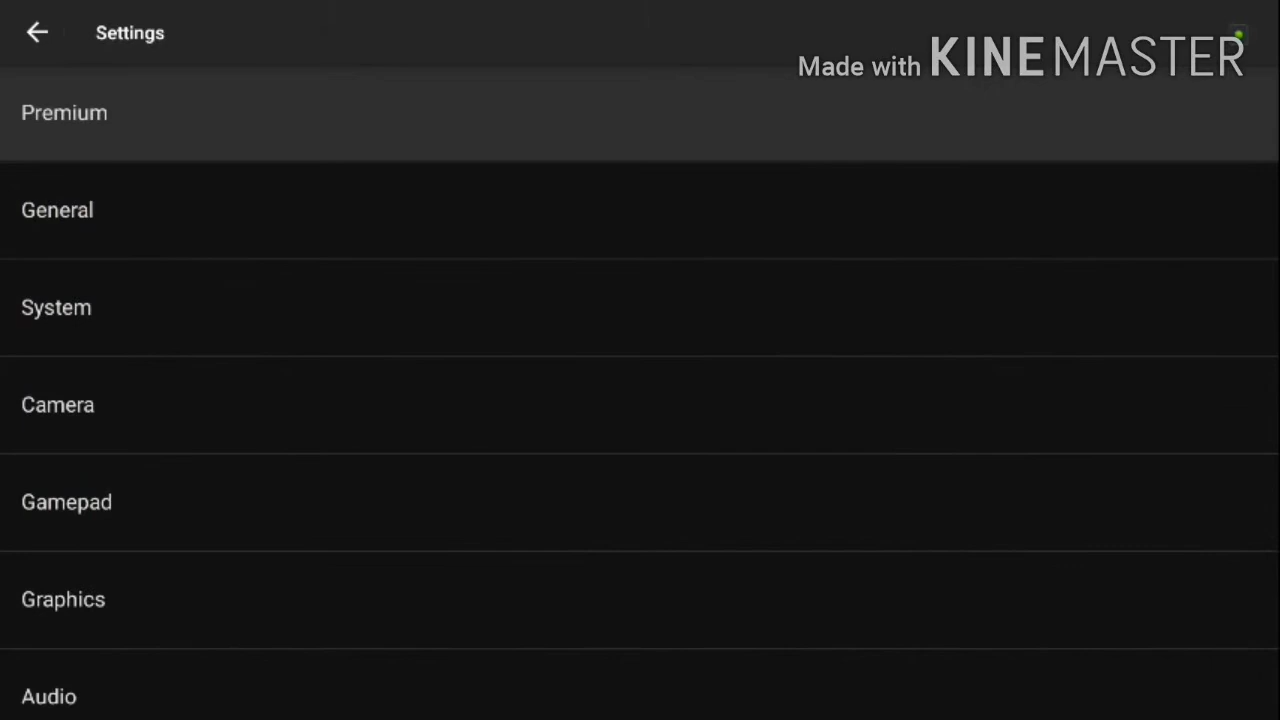 Settings
Made with KINEMASTER
Premium
General
System
Camera
Gamepad
Graphics
Audio